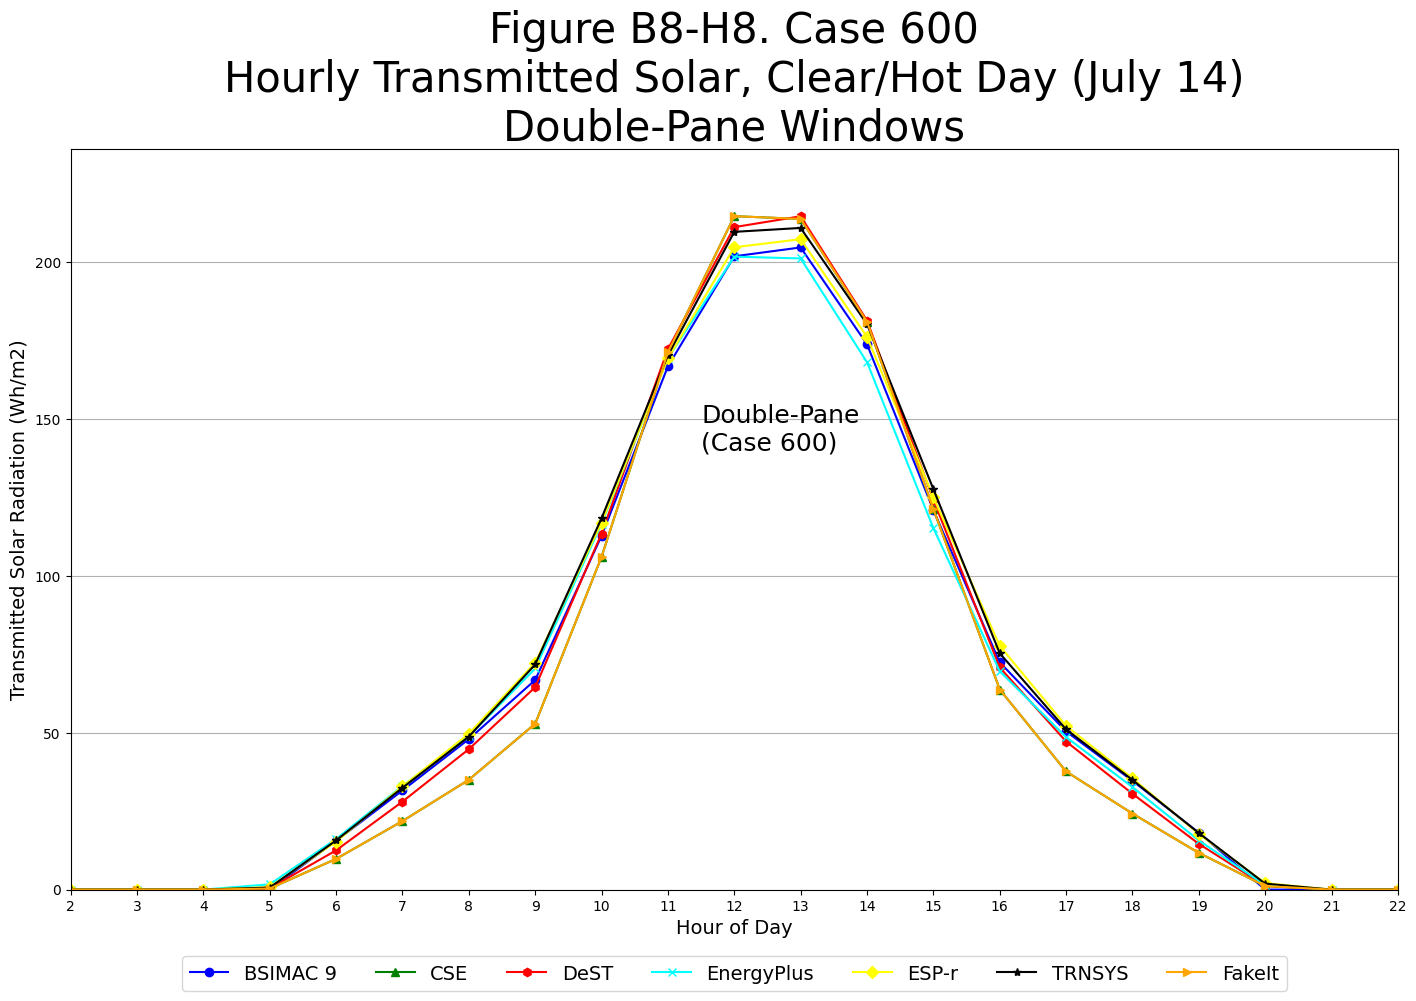 Figure B8-H8. Case 600
Hourly Transmitted Solar, Clear/Hot Day (July 14)
Double-Pane Windows
Transmitted Solar Radiation (Wh/m2)
200
150
100
50
0
Double-Pane
(Case 600)
2 3 4 5 6 7 8 9 10 11 12 13 14 15 16 17 18 19 20 21 22
Hour of Day
BSIMAC 9 CSE DeST EnergyPlus ESP-r TRNSYS FakeIt